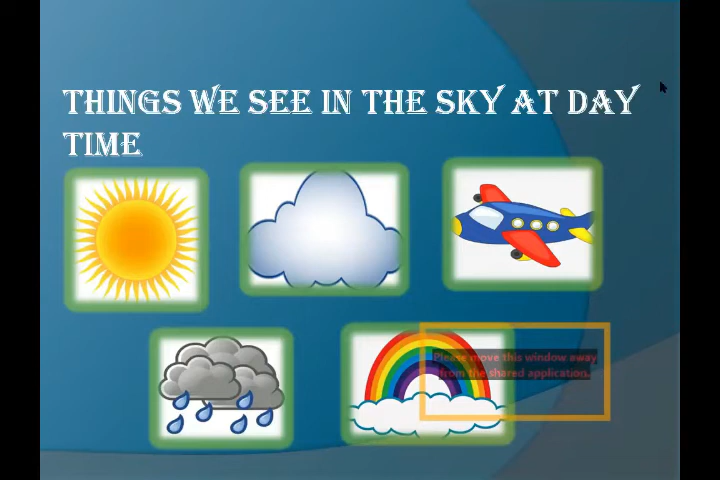 THINGS WE SEE IN THE SKY AT DAY
TIME
Please move this window away
from the shared application.